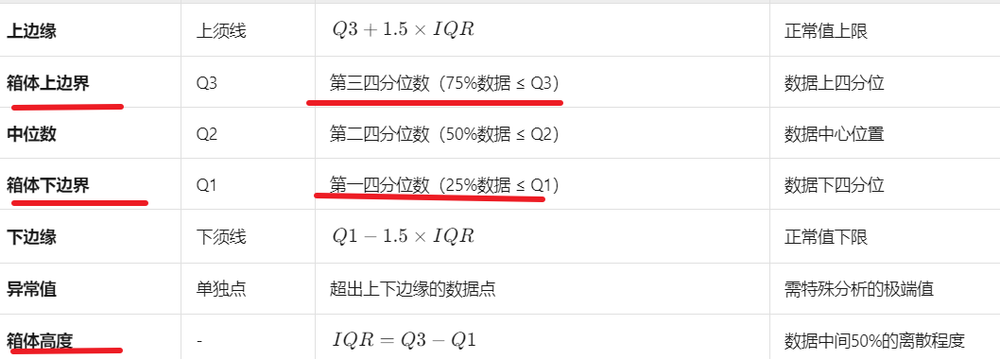 上边缘 上须线 Q3 + 1.5 × IQR 正常值上限
箱体上边界 Q3 第三四分位数（75%数据 ≤ Q3） 数据上四分位
中位数 Q2 第二四分位数（50%数据 ≤ Q2） 数据中心位置
箱体下边界 Q1 第一四分位数（25%数据 ≤ Q1） 数据下四分位
下边缘 下须线 Q1 − 1.5 × IQR 正常值下限
异常值 单独点 超出上下边缘的数据点 需特殊分析的极端值
箱体高度 - IQR = Q3 − Q1 数据中间50%的离散程度